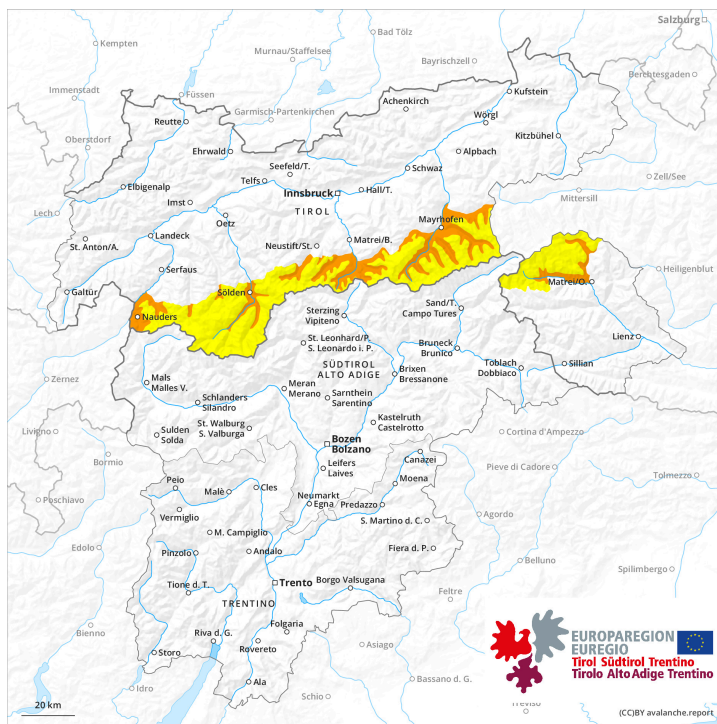 Salzburg
Kempten
Bad Tölz
Murnau/Staffelsee
Bayrischzell
Berchtesgaden
Immenstadt
Füssen
Garmisch-Partenkirchen
Achenkirch
Kufstein
Oberstdorf
Reutte
Wörgl
Kitzbühel
Ehrwald
Seefeld/T.
Schwaz
Alpbach
Zell/See
Elbigenalp
Telfs
Innsbruck
Hall/T.
Mittersill
Lech
Imst
TIROL
Mayrhofen
Oetz
St. Anton/A.
Landeck
Neustift/St.
Matrei/B.
Heiligenblut
Serfaus
Galtür
Sölden
Matrei/O.
Nauders
Sterzing
Vipiteno
Sand/T.
Campo Tures
Lienz
St. Leonhard/P.
S. Leonardo i. P.
Bruneck
Brunico
Toblach
Dobbiaco
Sillian
SÜDTIROL
ALTO ADIGE
Brixen
Bressanone
Zernez
Mals
Malles V.
Meran
Merano
Schlanders
Silandro
Sarnthein
Sarentino
St. Walburg
S. Valburga
Kastelruth
Castelrotto
Livigno
Sulden
Solda
Cortina d'Ampezzo
Bozen
Bolzano
Bormio
Leifers
Laives
Canazei
Pieve di Cadore
Tolmezzo
Poschiavo
Peio
Malè
Cles
Neumarkt
Egna
Predazzo
Moena
Vermiglio
Agordo
S. Martino d. C.
M. Campiglio
Edolo
Pinzolo
Andalo
Fiera d. P.
Belluno
Spilimbergo
Tione d. T.
Trento
Borgo Valsugana
Feltre
TRENTINO
Folgaria
Bienno
Riva d. G.
Rovereto
Asiago
Storo
Bassano d. G.
Ala
Idro
Schio
Treviso
EUROPAREGION
EUREGIO
Tirol Südtirol Trentino
Tirolo Alto Adige Trentino
20 km
(CC)BY avalanche.report